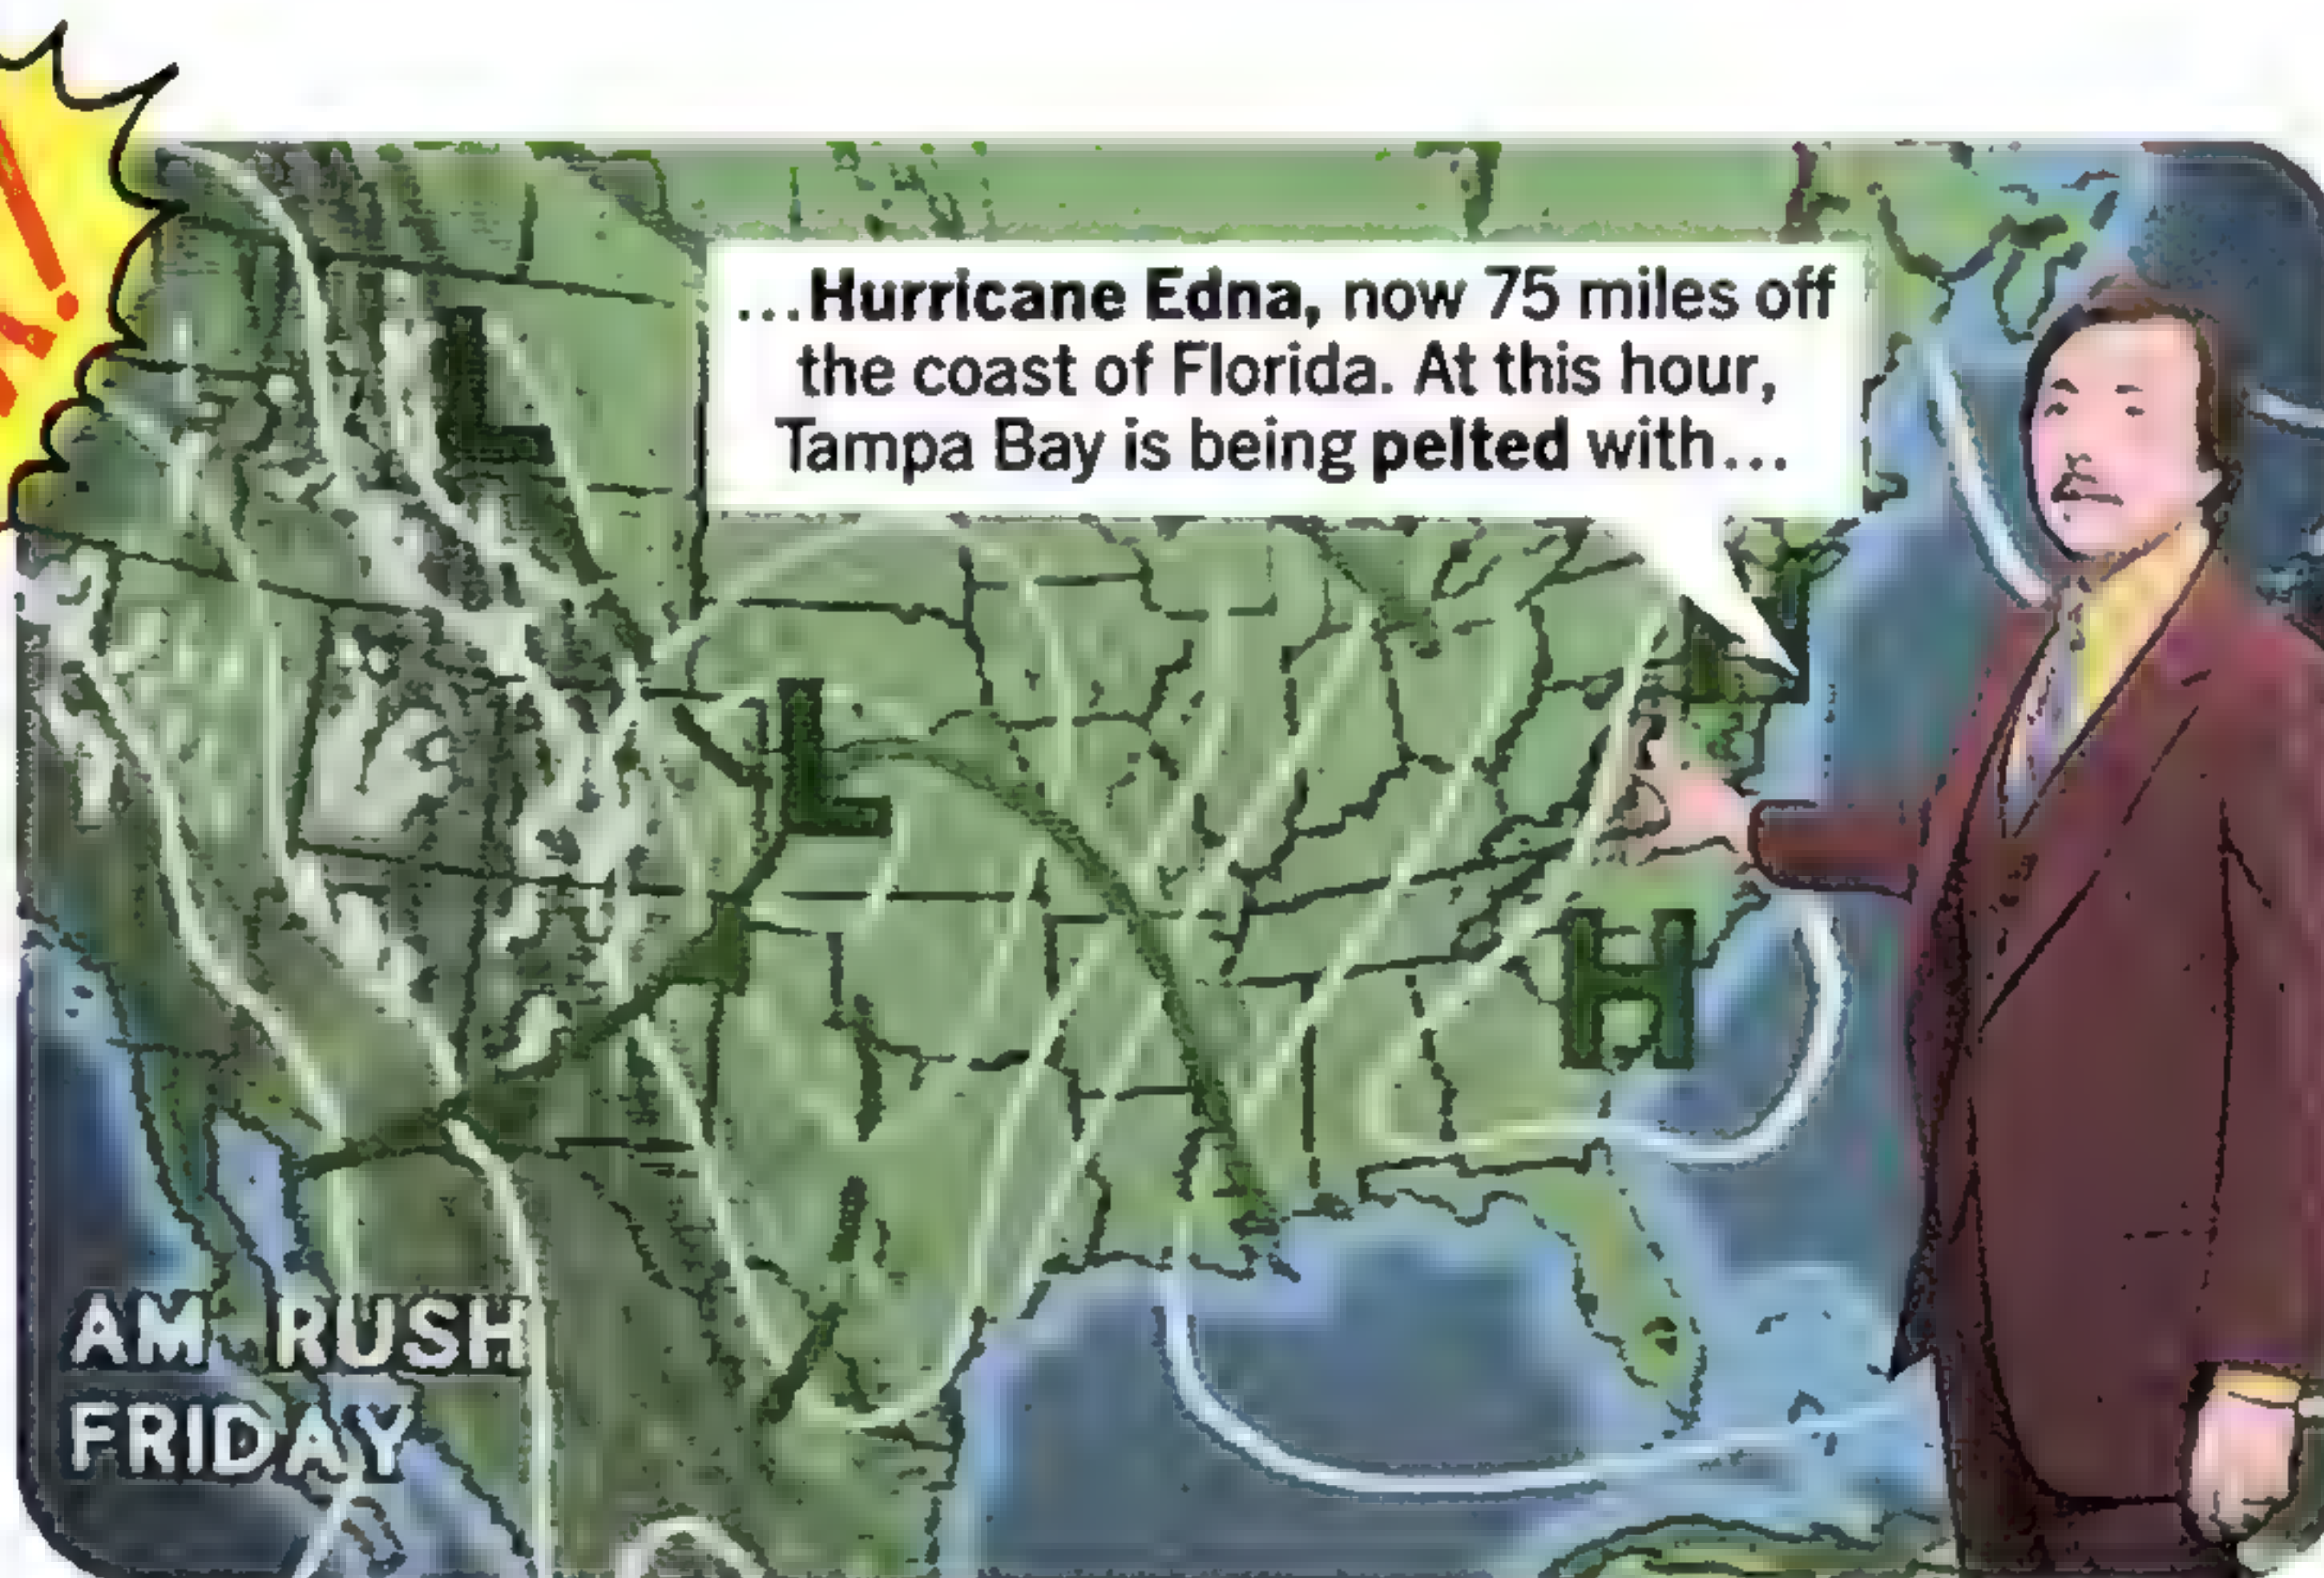 ...Hurricane Edna, now 75 miles off
the coast of Florida. At this hour,
Tampa Bay is being pelted with...
L
L
H
AM RUSH
FRIDAY